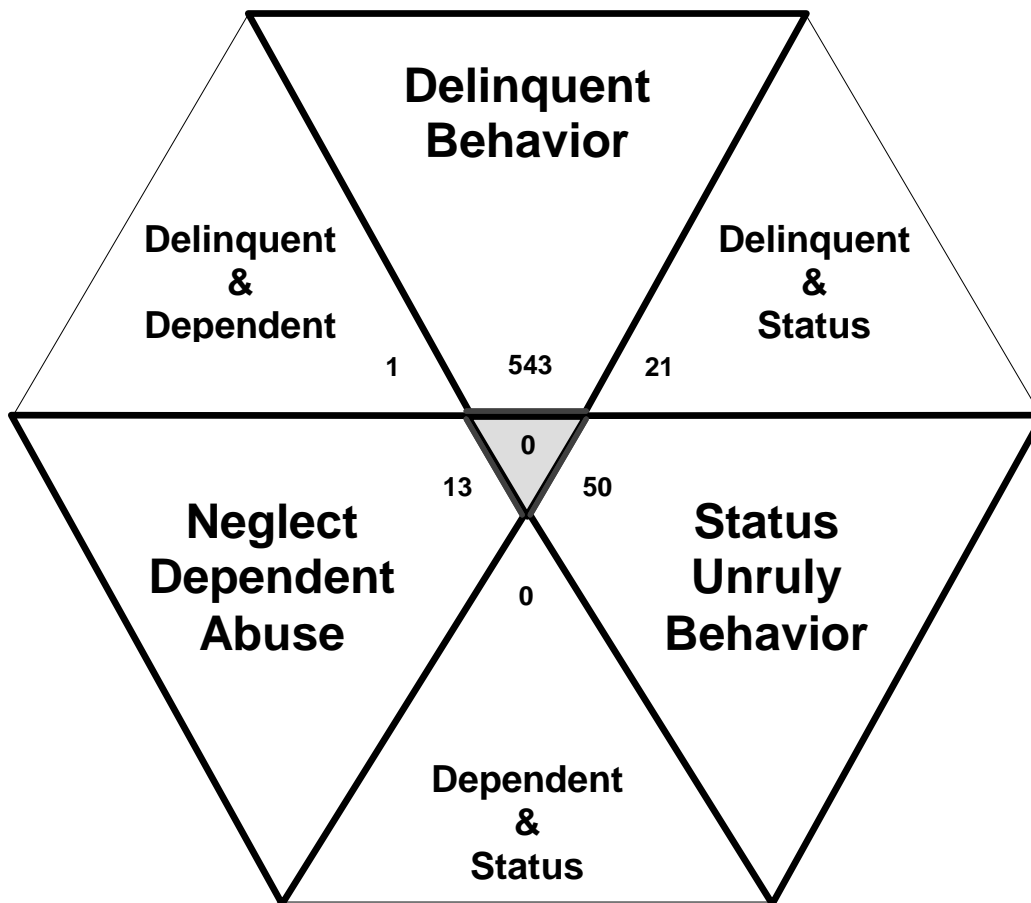 Delinquent
Behavior
Delinquent
&
Dependent
Delinquent
&
Status
1
543
21
0
13
50
Neglect
Dependent
Abuse
Status
Unruly
Behavior
0
Dependent
&
Status